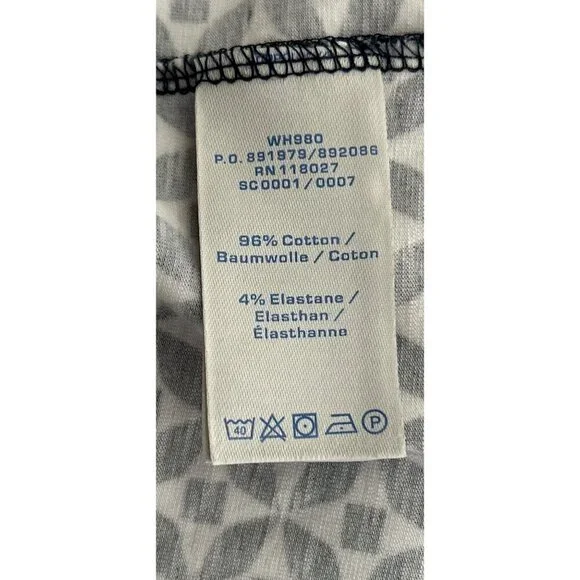 WH980
P.O. 891979/892086
RN 118027
SC0001/0007
96% Cotton /
Baumwolle / Coton
4% Elastane /
Elasthan /
Élasthanne
40 P